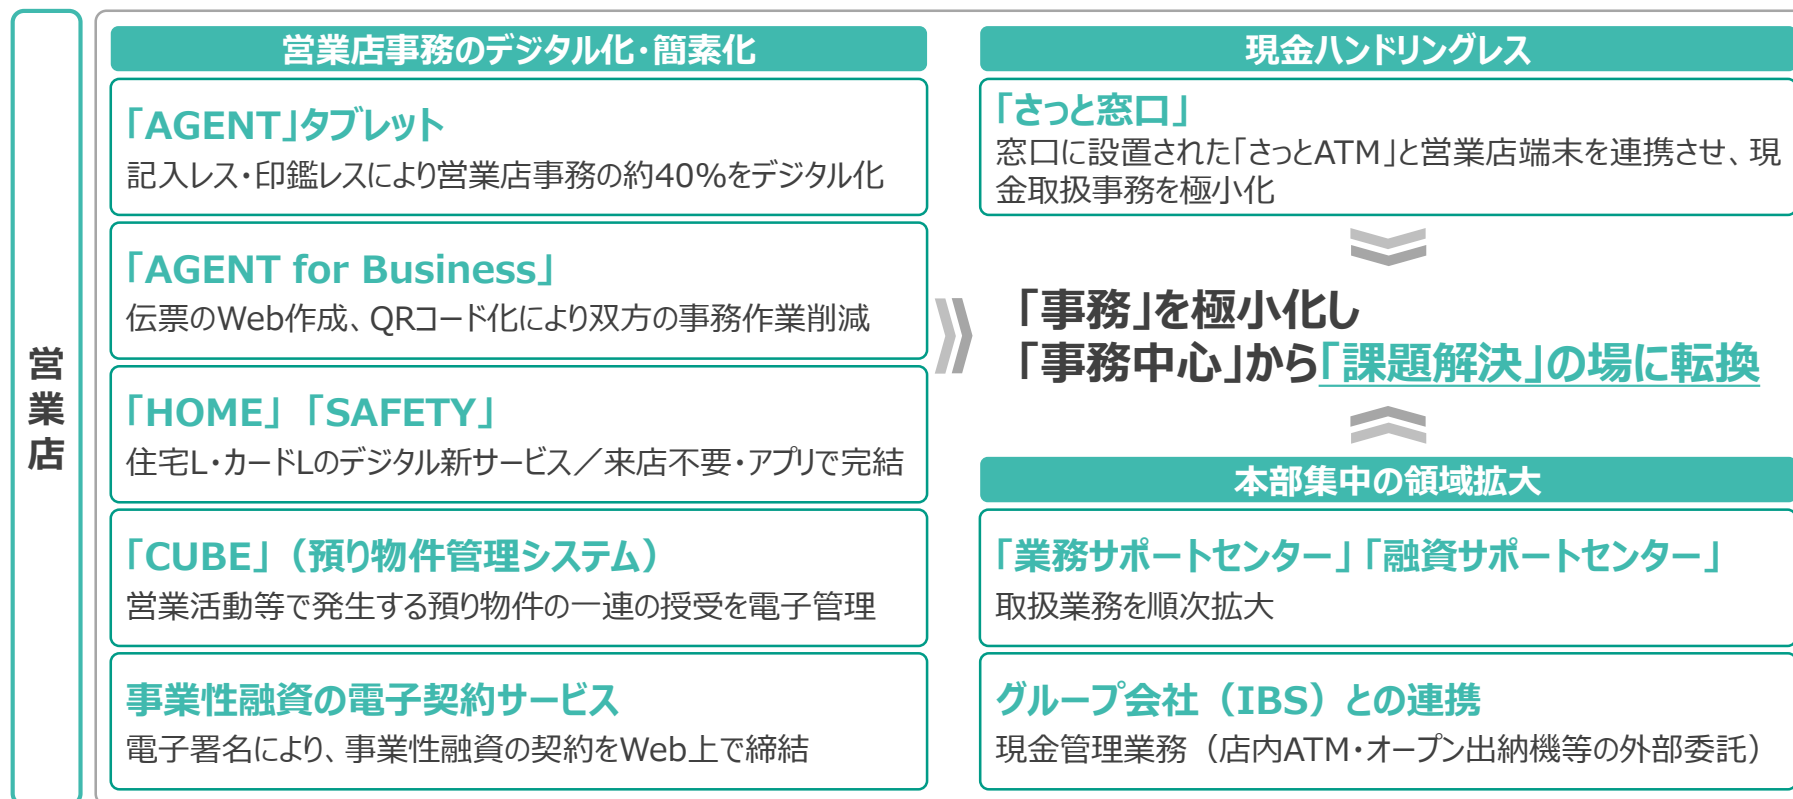 営業店
営業店事務のデジタル化・簡素化
「AGENT」タブレット
記入レス・印鑑レスにより営業店事務の約40%をデジタル化
「AGENT for Business」
伝票のWeb作成、QRコード化により双方の事務作業削減
「HOME」「SAFETY」
住宅L・カードLのデジタル新サービス／来店不要・アプリで完結
「CUBE」（預り物件管理システム）
営業活動等で発生する預り物件の一連の授受を電子管理
事業性融資の電子契約サービス
電子署名により、事業性融資の契約をWeb上で締結
現金ハンドリングレス
「さっと窓口」
窓口に設置された「さっとATM」と営業店端末を連携させ、現
金取扱事務を極小化
「事務」を極小化し
「事務中心」から「課題解決」の場に転換
本部集中の領域拡大
「業務サポートセンター」「融資サポートセンター」
取扱業務を順次拡大
グループ会社（IBS）との連携
現金管理業務（店内ATM・オープン出納機等の外部委託）